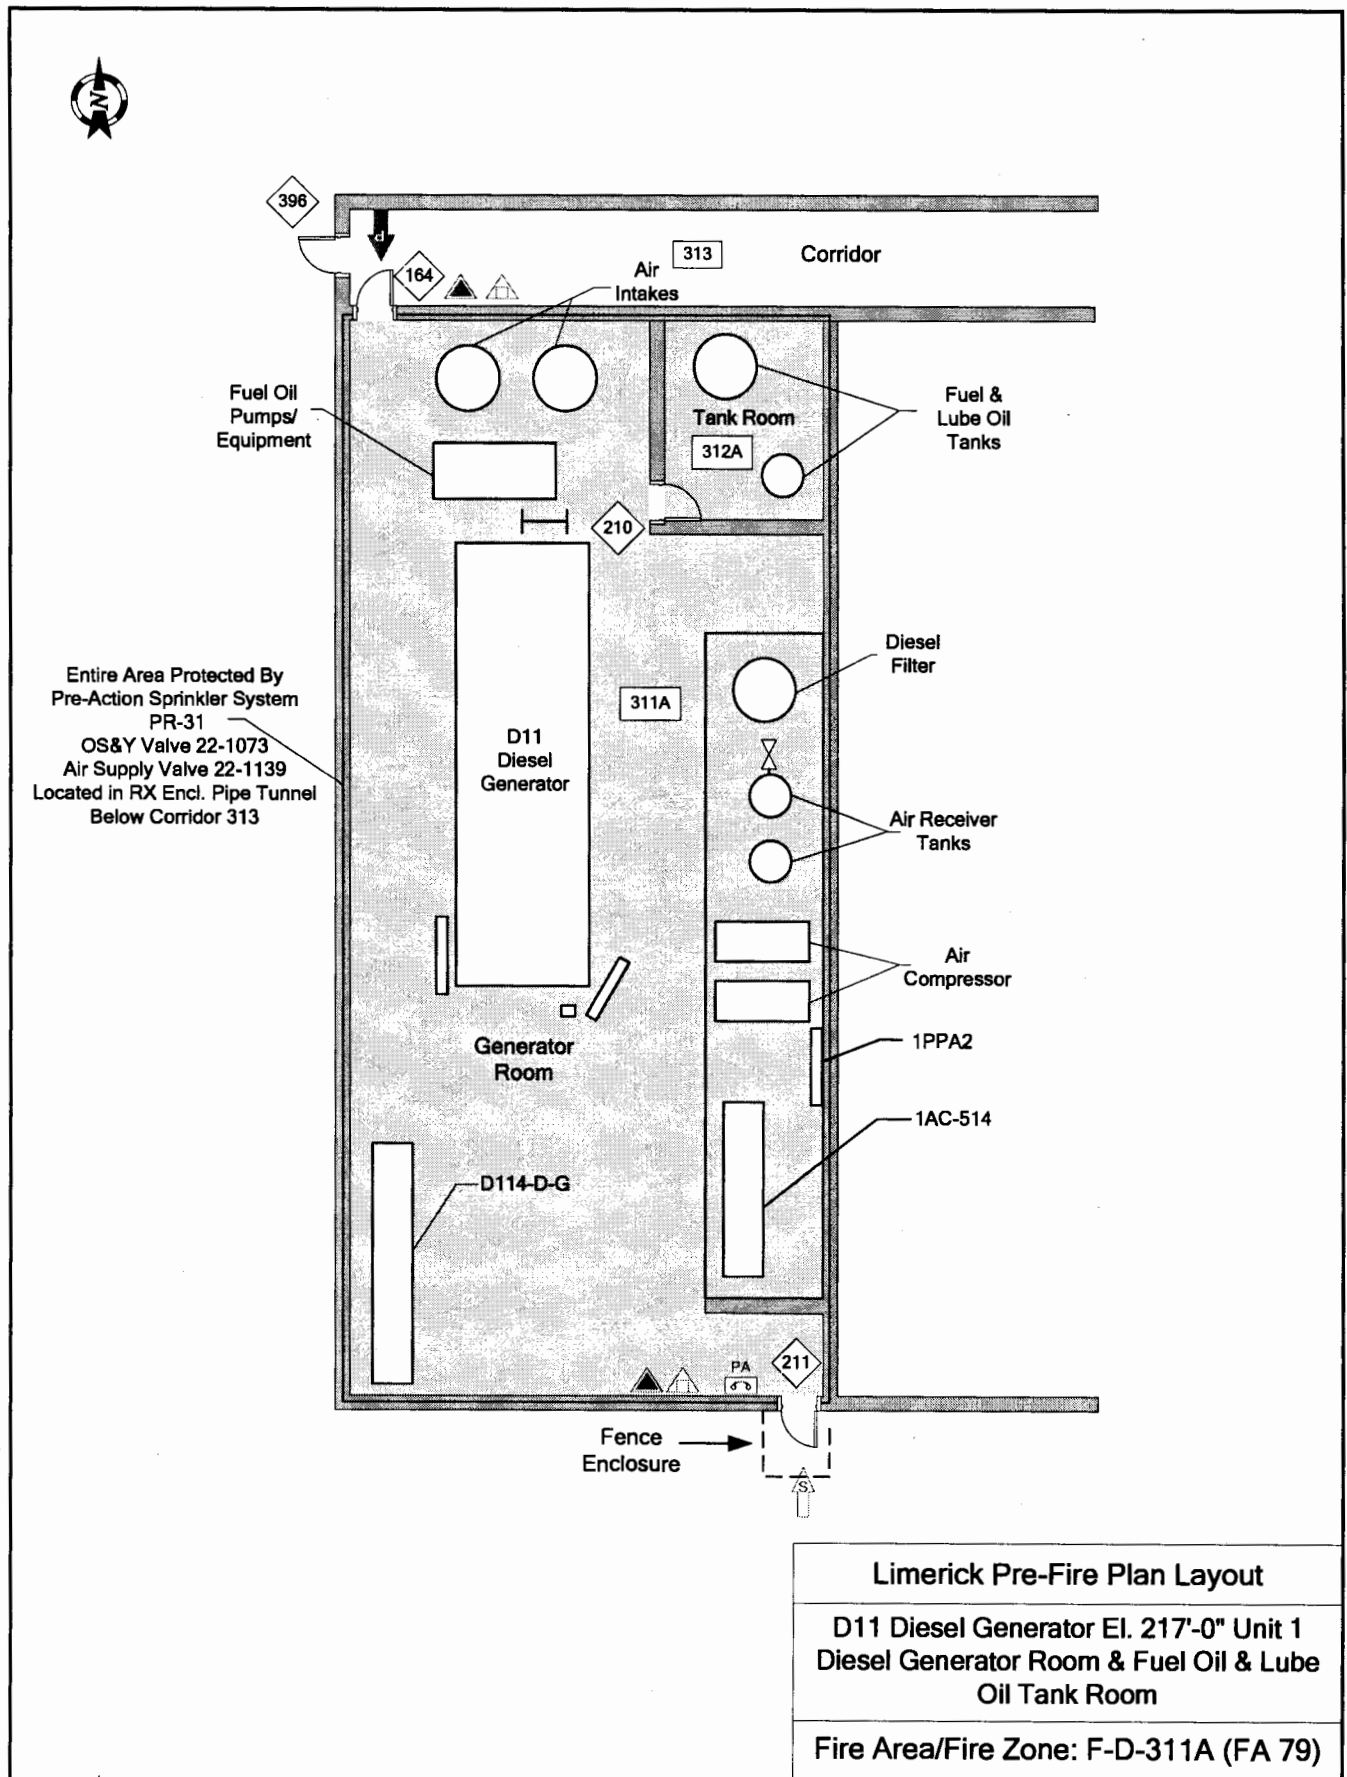 N
396
d
164
313
Corridor
Air
Intakes
Fuel Oil
Pumps/
Equipment
Tank Room
312A
Fuel &
Lube Oil
Tanks
210
Diesel
Filter
311A
Entire Area Protected By
Pre-Action Sprinkler System
PR-31
OS&Y Valve 22-1073
Air Supply Valve 22-1139
Located in RX Encl. Pipe Tunnel
Below Corridor 313
D11
Diesel
Generator
Air Receiver
Tanks
Air
Compressor
Generator
Room
1PPA2
1AC-514
D114-D-G
PA
211
Fence
Enclosure
S
Limerick Pre-Fire Plan Layout
D11 Diesel Generator El. 217'-0" Unit 1
Diesel Generator Room & Fuel Oil & Lube
Oil Tank Room
Fire Area/Fire Zone: F-D-311A (FA 79)